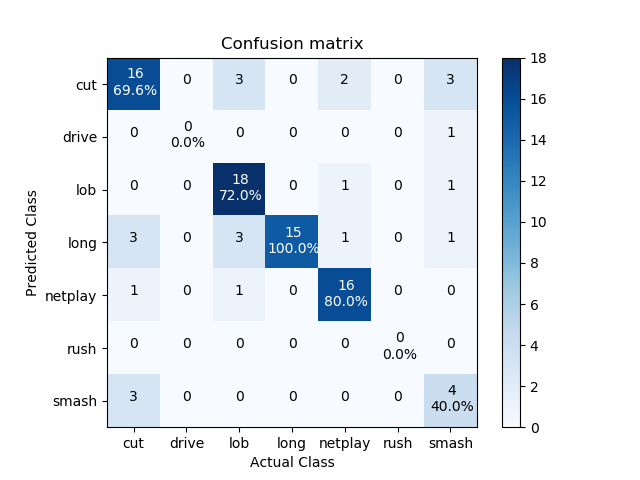 Confusion matrix
Predicted Class
cut 16 69.6% 0 3 0 2 0 3
drive 0 0 0.0% 0 0 0 0 1
lob 0 0 18 72.0% 0 1 0 1
long 3 0 3 15 100.0% 1 0 1
netplay 1 0 1 0 16 80.0% 0 0
rush 0 0 0 0 0 0 0.0% 0
smash 3 0 0 0 0 0 4 40.0%
cut drive lob long netplay rush smash
Actual Class
18
16
14
12
10
8
6
4
2
0